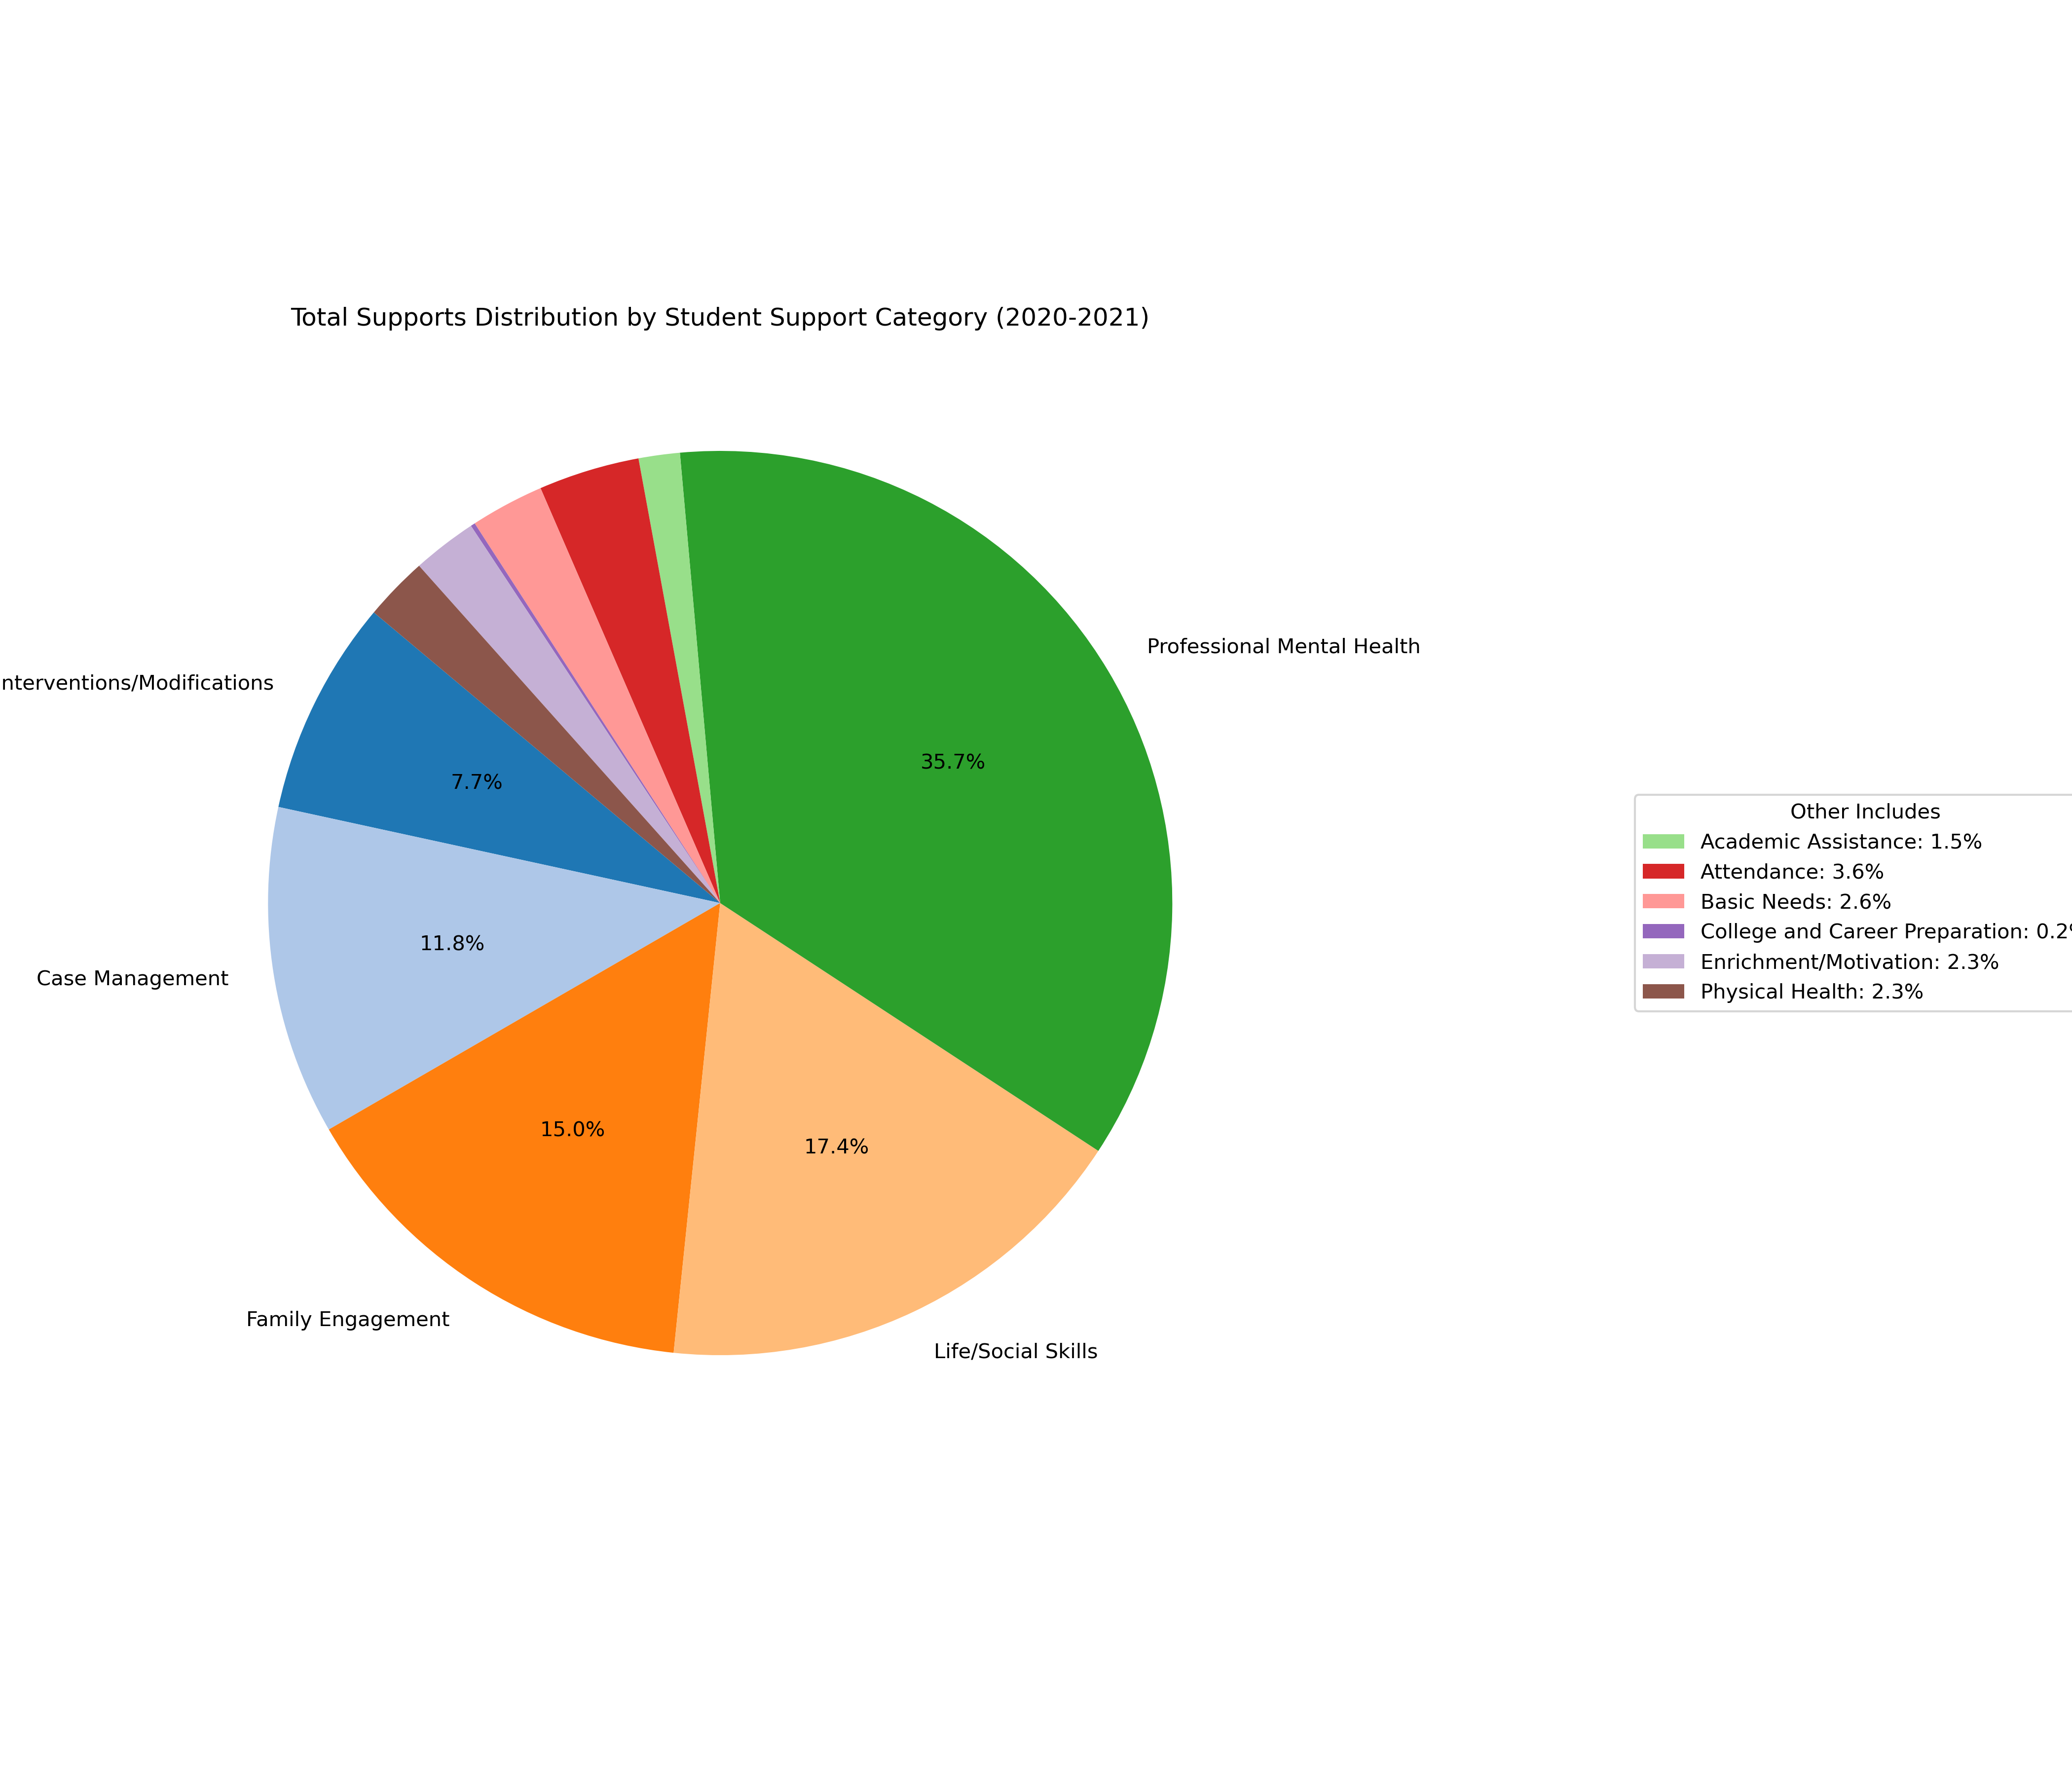 Total Supports Distribution by Student Support Category (2020-2021)
Professional Mental Health
35.7%
nterventions/Modifications
7.7%
Other Includes
Academic Assistance: 1.5%
Attendance: 3.6%
Basic Needs: 2.6%
College and Career Preparation: 0.2%
Enrichment/Motivation: 2.3%
Physical Health: 2.3%
11.8%
Case Management
15.0%
17.4%
Family Engagement
Life/Social Skills